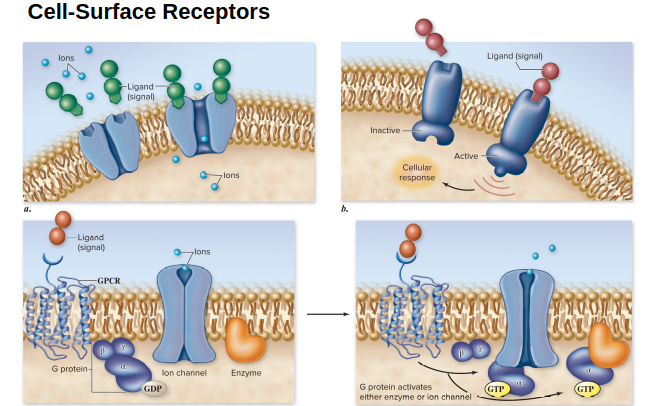 Cell-Surface Receptors
Ions
Ligand
(signal)
Ions
a.
Ligand (signal)
Inactive
Active
Cellular
response
b.
Ligand
(signal)
GPCR
Ions
β γ
α
G protein
GDP
Ion channel
Enzyme
β γ
α
α
GTP
GTP
G protein activates
either enzyme or ion channel